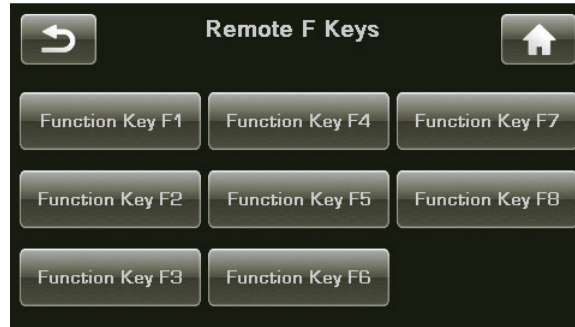 Remote F Keys
Function Key F1 Function Key F4 Function Key F7
Function Key F2 Function Key F5 Function Key F8
Function Key F3 Function Key F6